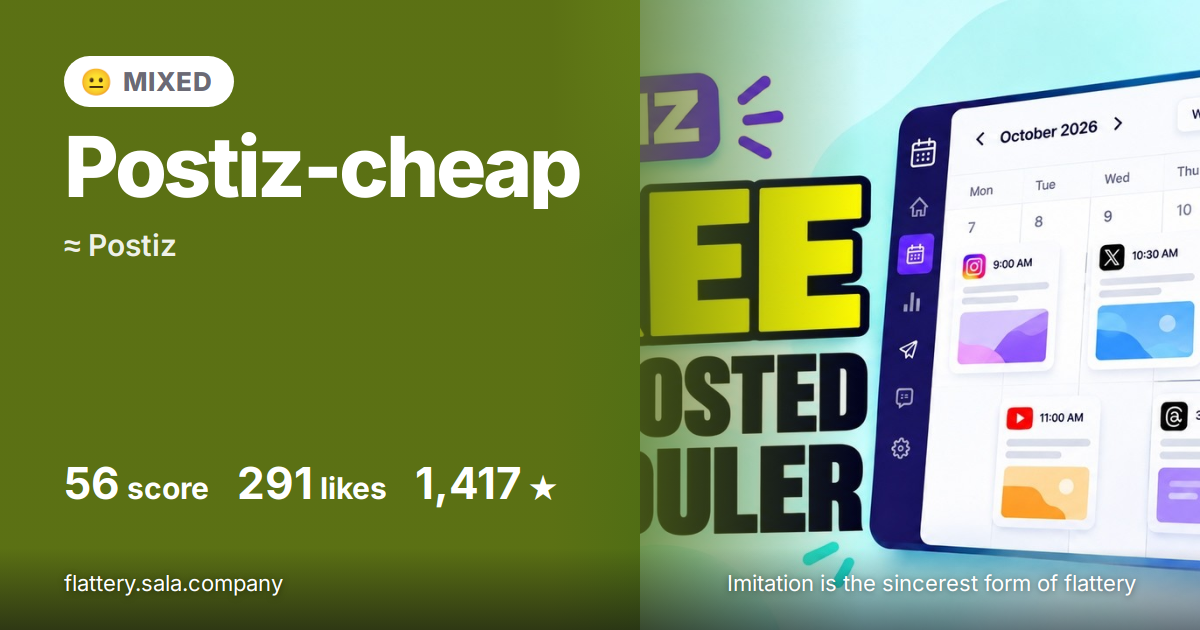 😐 MIXED
Postiz-cheap
≈ Postiz
56 score 291 likes 1,417 ★
flattery.sala.company
IZ
EE
OSTED
DULER
October 2026
Mon Tue Wed Thu
7 8 9 10
9:00 AM
10:30 AM
11:00 AM
Imitation is the sincerest form of flattery